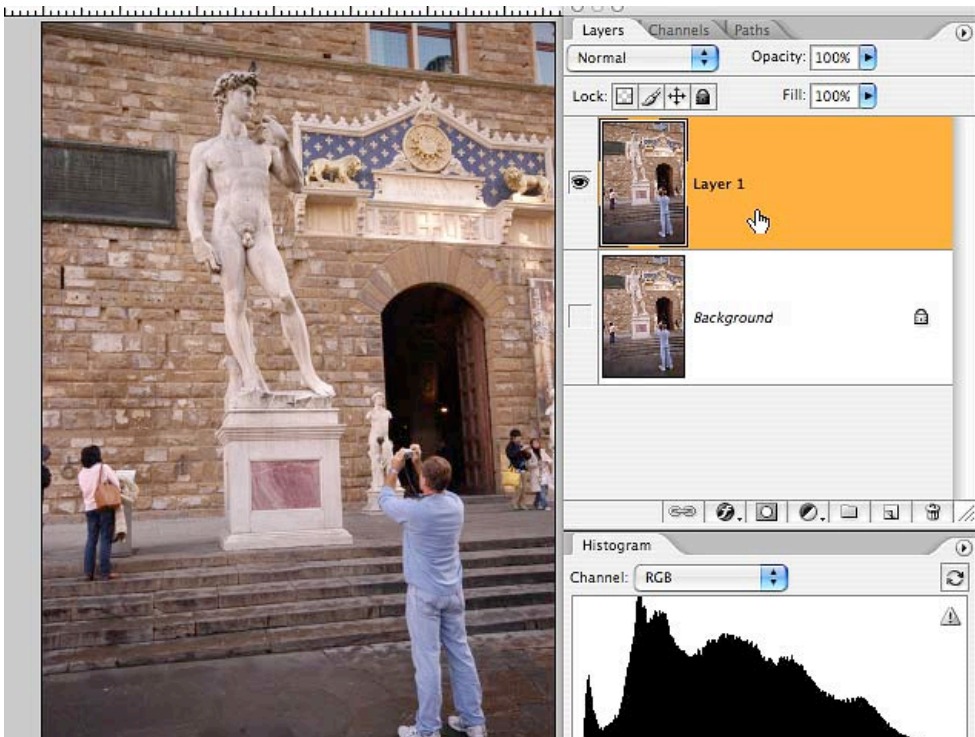 Layers Channels Paths
Normal Opacity: 100%
Lock: Fill: 100%
Layer 1
Background
Histogram
Channel: RGB